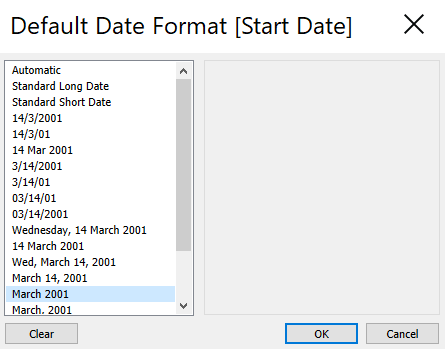 Default Date Format [Start Date]
Automatic
Standard Long Date
Standard Short Date
14/3/2001
14/3/01
14 Mar 2001
3/14/2001
3/14/01
03/14/01
03/14/2001
Wednesday, 14 March 2001
14 March 2001
Wed, March 14, 2001
March 14, 2001
March 2001
March. 2001
Clear
OK
Cancel